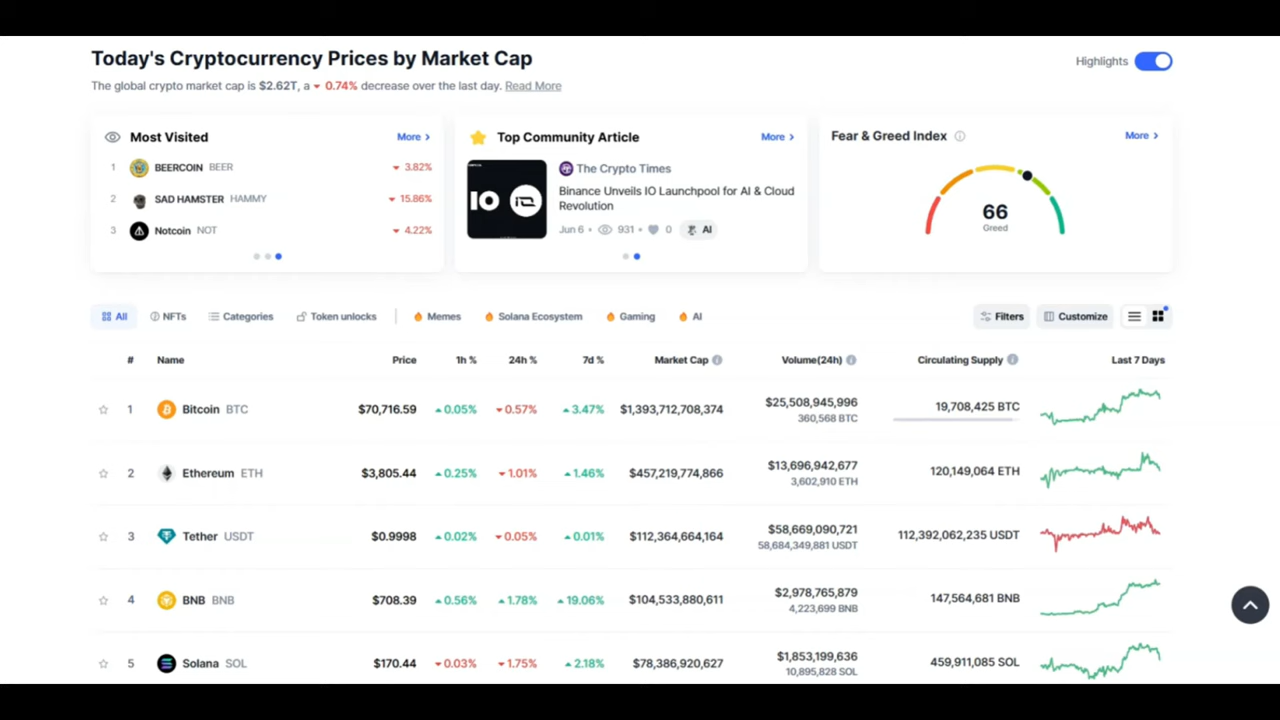 Today's Cryptocurrency Prices by Market Cap
Highlights
The global crypto market cap is $2.62T, a 0.74% decrease over the last day. Read More
Most Visited More
1 BEERCOIN BEER 3.82%
2 SAD HAMSTER HAMMY 15.86%
3 Notcoin NOT 4.22%
Top Community Article More
IO
The Crypto Times
Binance Unveils IO Launchpool for AI & Cloud
Revolution
Jun 6 • 931 • 0 AI
Fear & Greed Index More
66
Greed
All NFTs Categories Token unlocks Memes Solana Ecosystem Gaming AI Filters Customize
# Name Price 1h % 24h % 7d % Market Cap Volume(24h) Circulating Supply Last 7 Days
1 Bitcoin BTC $70,716.59 0.05% 0.57% 3.47% $1,393,712,708,374 $25,508,945,996 19,708,425 BTC
360,568 BTC
2 Ethereum ETH $3,805.44 0.25% 1.01% 1.46% $457,219,774,866 $13,696,942,677 120,149,064 ETH
3,602,910 ETH
3 Tether USDT $0.9998 0.02% 0.05% 0.01% $112,364,664,164 $58,669,090,721 112,392,062,235 USDT
58,684,349,881 USDT
4 BNB BNB $708.39 0.56% 1.78% 19.06% $104,533,880,611 $2,978,765,879 147,564,681 BNB
4,223,699 BNB
5 Solana SOL $170.44 0.03% 1.75% 2.18% $78,386,920,627 $1,853,199,636 459,911,085 SOL
10,895,828 SOL